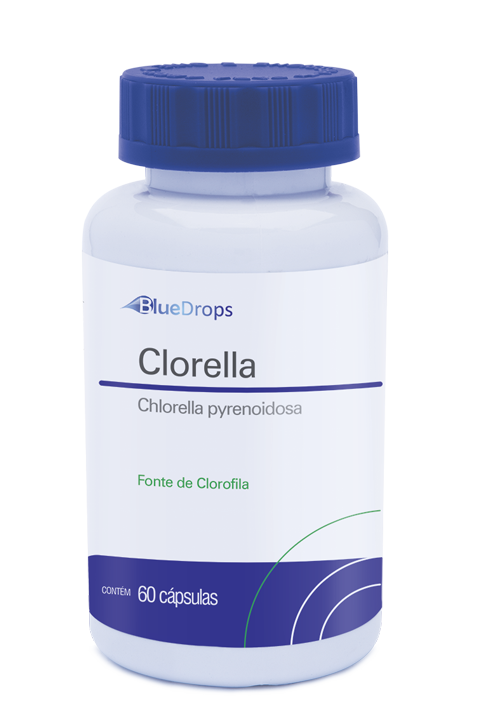 BlueDrops
Clorella
Chlorella pyrenoidosa
Fonte de Clorofila
CONTÉM 60 cápsulas